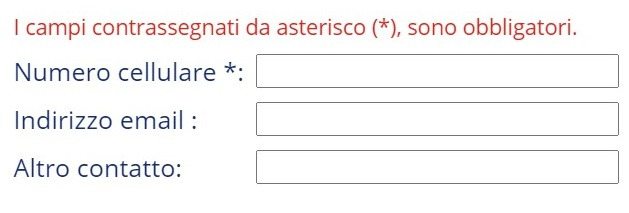 I campi contrassegnati da asterisco (*), sono obbligatori.
Numero cellulare *:
Indirizzo email :
Altro contatto: